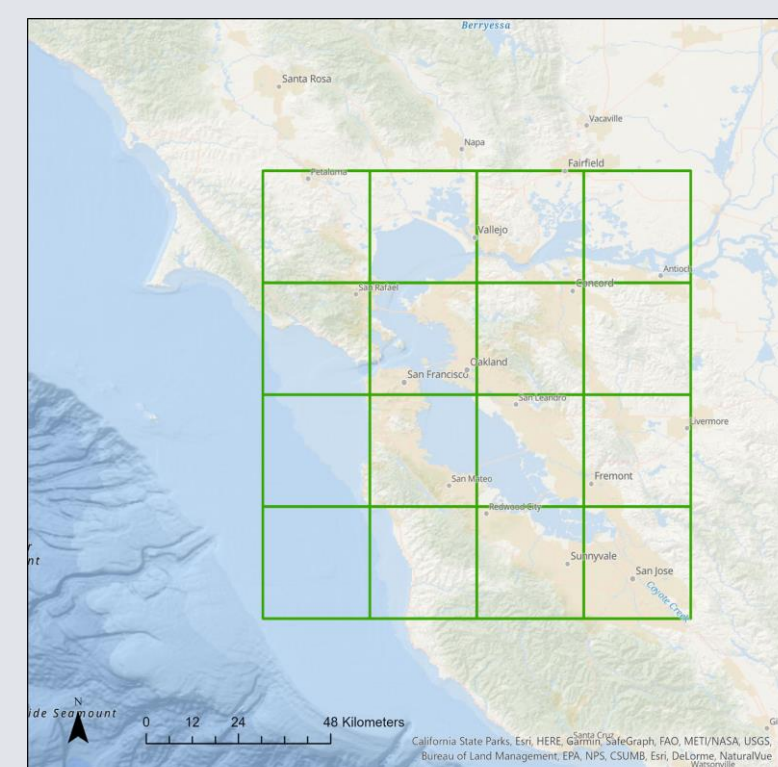 Berryessa
Santa Rosa
Vacaville
Napa
Fairfield
Petaluma
Vallejo
Antioch
San Rafael
Concord
Oakland
San Francisco
San Leandro
Livermore
San Mateo
Fremont
Redwood City
Sunnyvale
San Jose
Coyote Creek
r
nt
ide Seamount
N
0 12 24 48 Kilometers
Santa Cruz
Gi
California State Parks, Esri, HERE, Garmin, SafeGraph, FAO, METI/NASA, USGS,
Bureau of Land Management, EPA, NPS, CSUMB, Esri, DeLorme, NaturalVue
Watsonville